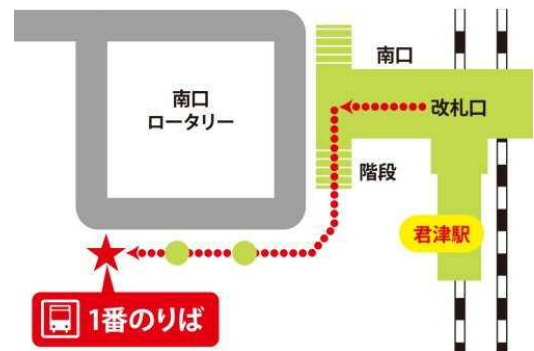 南口
南口
ロータリー
改札口
階段
君津駅
1番のりば